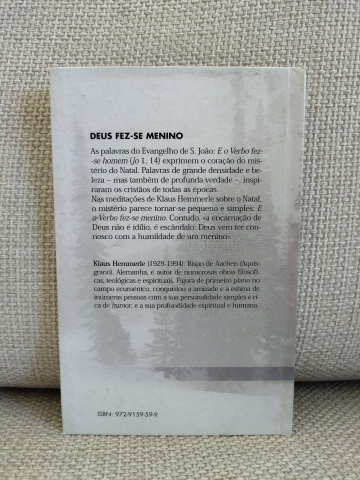 DEUS FEZ-SE MENINO
As palavras do Evangelho de S. João: E o Verbo fez-
-se homem (Jo 1, 14) exprimem o coração do mis-
tério do Natal. Palavras de grande densidade e be-
leza – mas também de profunda verdade –, inspi-
raram os cristãos de todas as épocas.
Nas meditações de Klaus Hemmerle sobre o Natal,
o mistério parece tornar-se pequeno e simples: E
o Verbo fez-se menino. Contudo, «a encarnação de
Deus não é idílio, é escândalo: Deus vem ter con-
nosco com a humildade de um menino».
Klaus Hemmerle (1929-1994): Bispo de Aachen (Aquis-
grano), Alemanha, é autor de numerosas obras filosófi-
cas, teológicas e espirituais. Figura de primeiro plano no
campo ecuménico, conquistou a amizade e a estima de
inúmeras pessoas com a sua personalidade simples e ri-
ca de humor, e a sua profundidade espiritual e humana.
ISBN: 972-9159-59-9